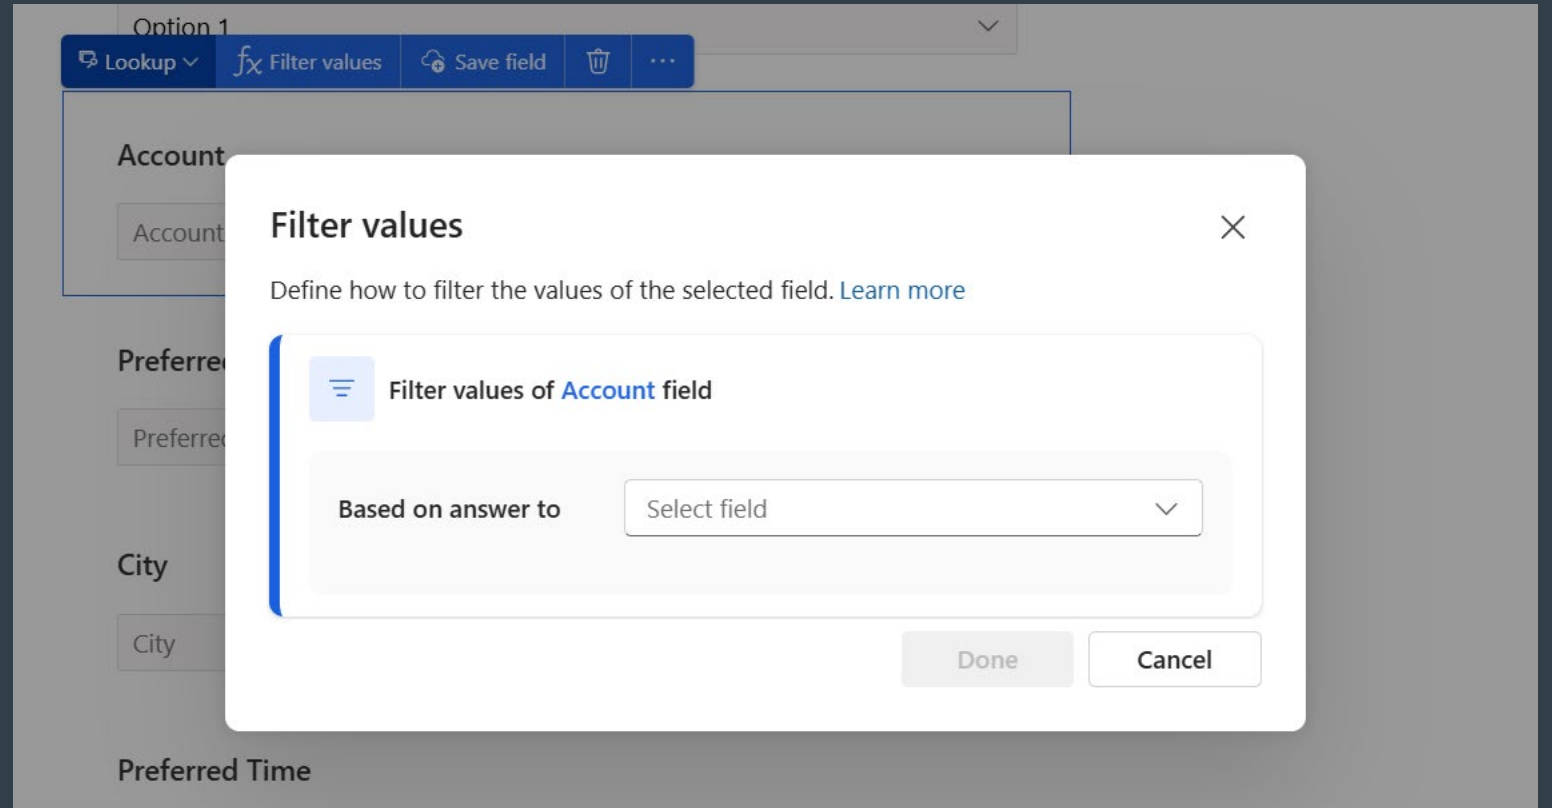 Option 1
Lookup
fx Filter values
Save field
Account
Account
Filter values
Define how to filter the values of the selected field. Learn more
Filter values of Account field
Based on answer to
Select field
Done
Cancel
City
City
Preferred Time